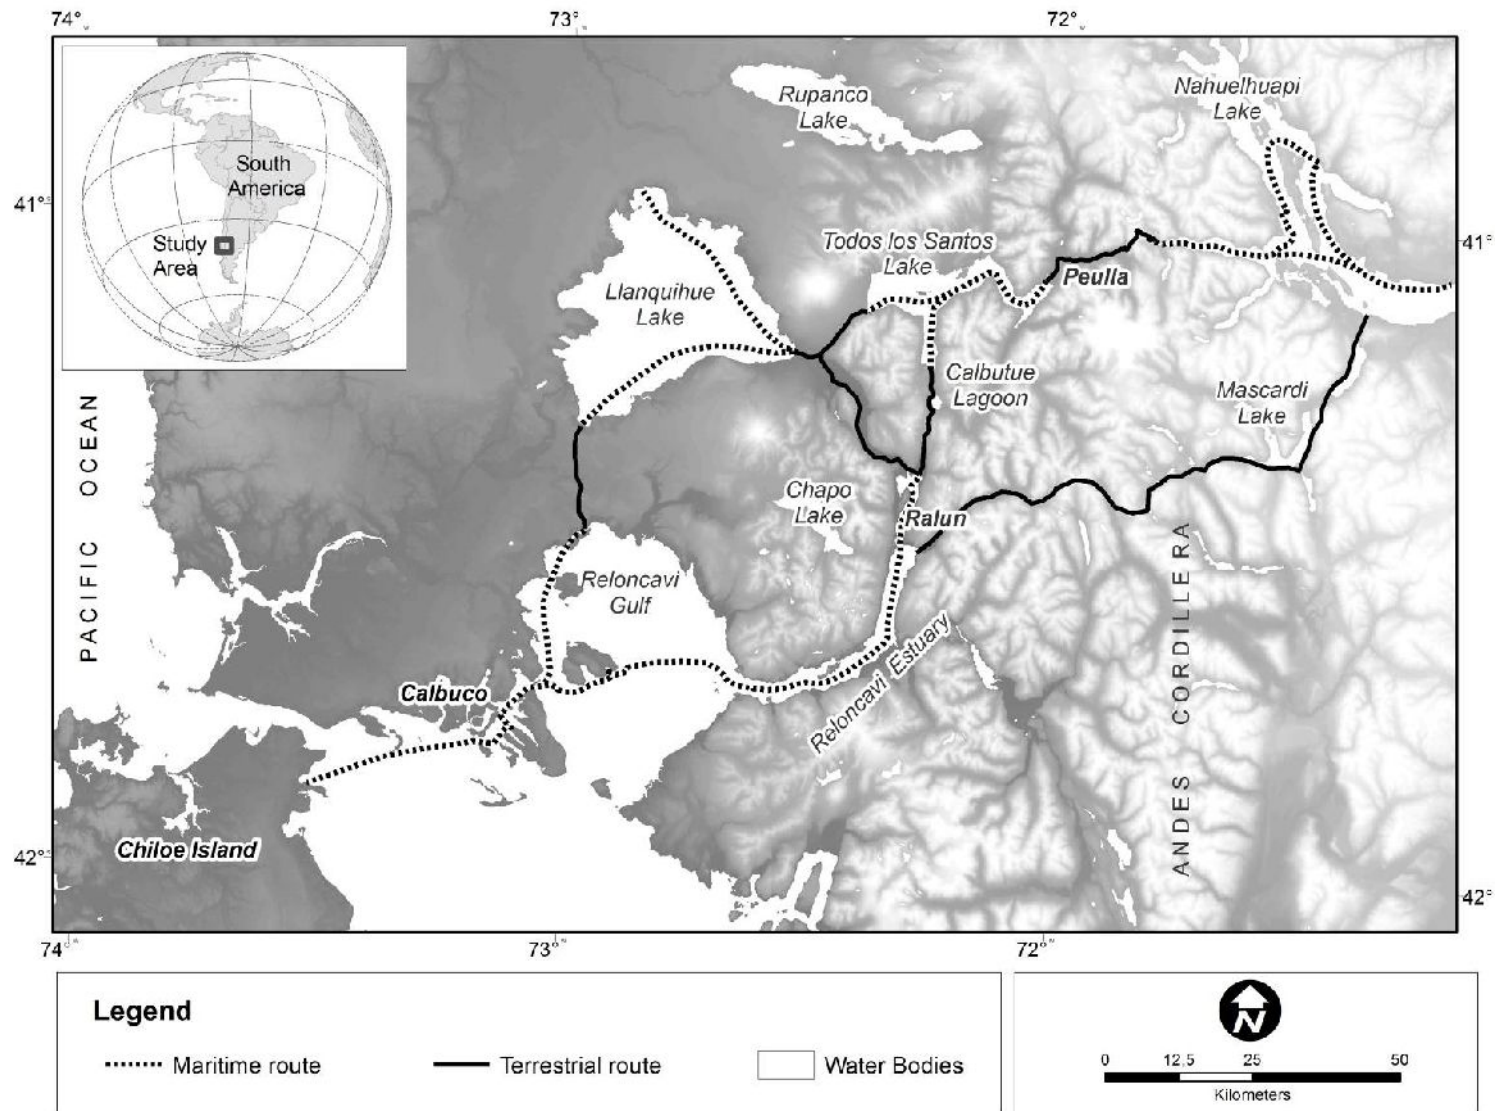 74°
73°
72°
South
America
Study
Area
Rupanco
Lake
Nahuelhuapi
Lake
41°
41°
Todos los Santos
Lake
Peulla
Llanquihue
Lake
Calbutue
Lagoon
Mascardi
Lake
PACIFIC OCEAN
Chapo
Lake
Ralun
Reloncavi
Gulf
Reloncavi Estuary
ANDES CORDILLERA
Calbuco
Chiloe Island
42°
42°
74°
73°
72°
Legend
Maritime route
Terrestrial route
Water Bodies
N
0 12,5 25 50
Kilometers